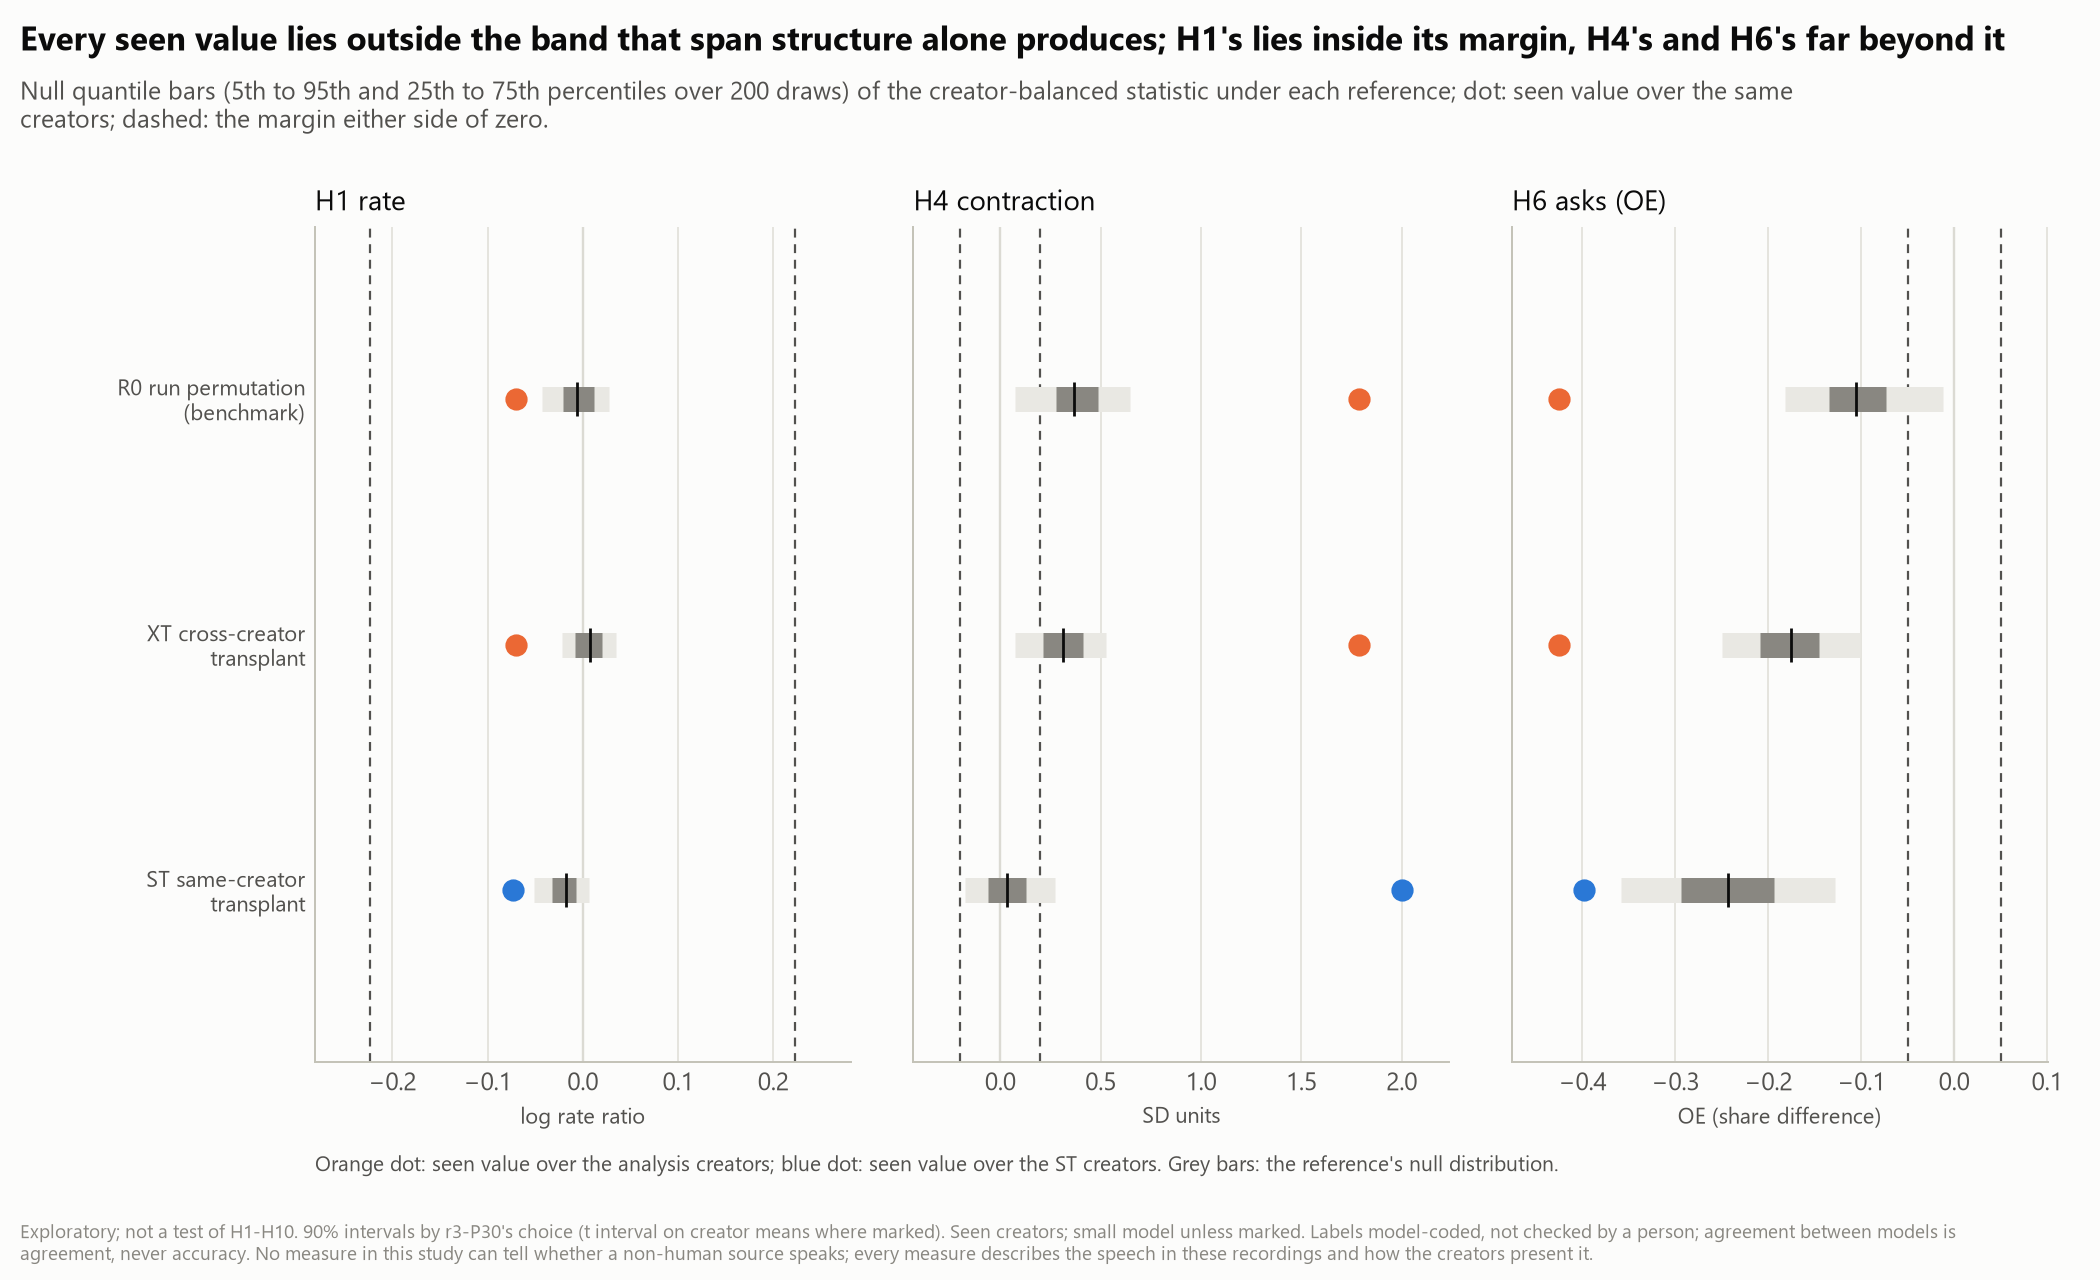 Every seen value lies outside the band that span structure alone produces; H1's lies inside its margin, H4's and H6's far beyond it
Null quantile bars (5th to 95th and 25th to 75th percentiles over 200 draws) of the creator-balanced statistic under each reference; dot: seen value over the same
creators; dashed: the margin either side of zero.
H1 rate
H4 contraction
H6 asks (OE)
R0 run permutation
(benchmark)
XT cross-creator
transplant
ST same-creator
transplant
−0.2 −0.1 0.0 0.1 0.2
0.0 0.5 1.0 1.5 2.0
−0.4 −0.3 −0.2 −0.1 0.0 0.1
log rate ratio
SD units
OE (share difference)
Orange dot: seen value over the analysis creators; blue dot: seen value over the ST creators. Grey bars: the reference's null distribution.
Exploratory; not a test of H1-H10. 90% intervals by r3-P30's choice (t interval on creator means where marked). Seen creators; small model unless marked. Labels model-coded, not checked by a person; agreement between models is
agreement, never accuracy. No measure in this study can tell whether a non-human source speaks; every measure describes the speech in these recordings and how the creators present it.